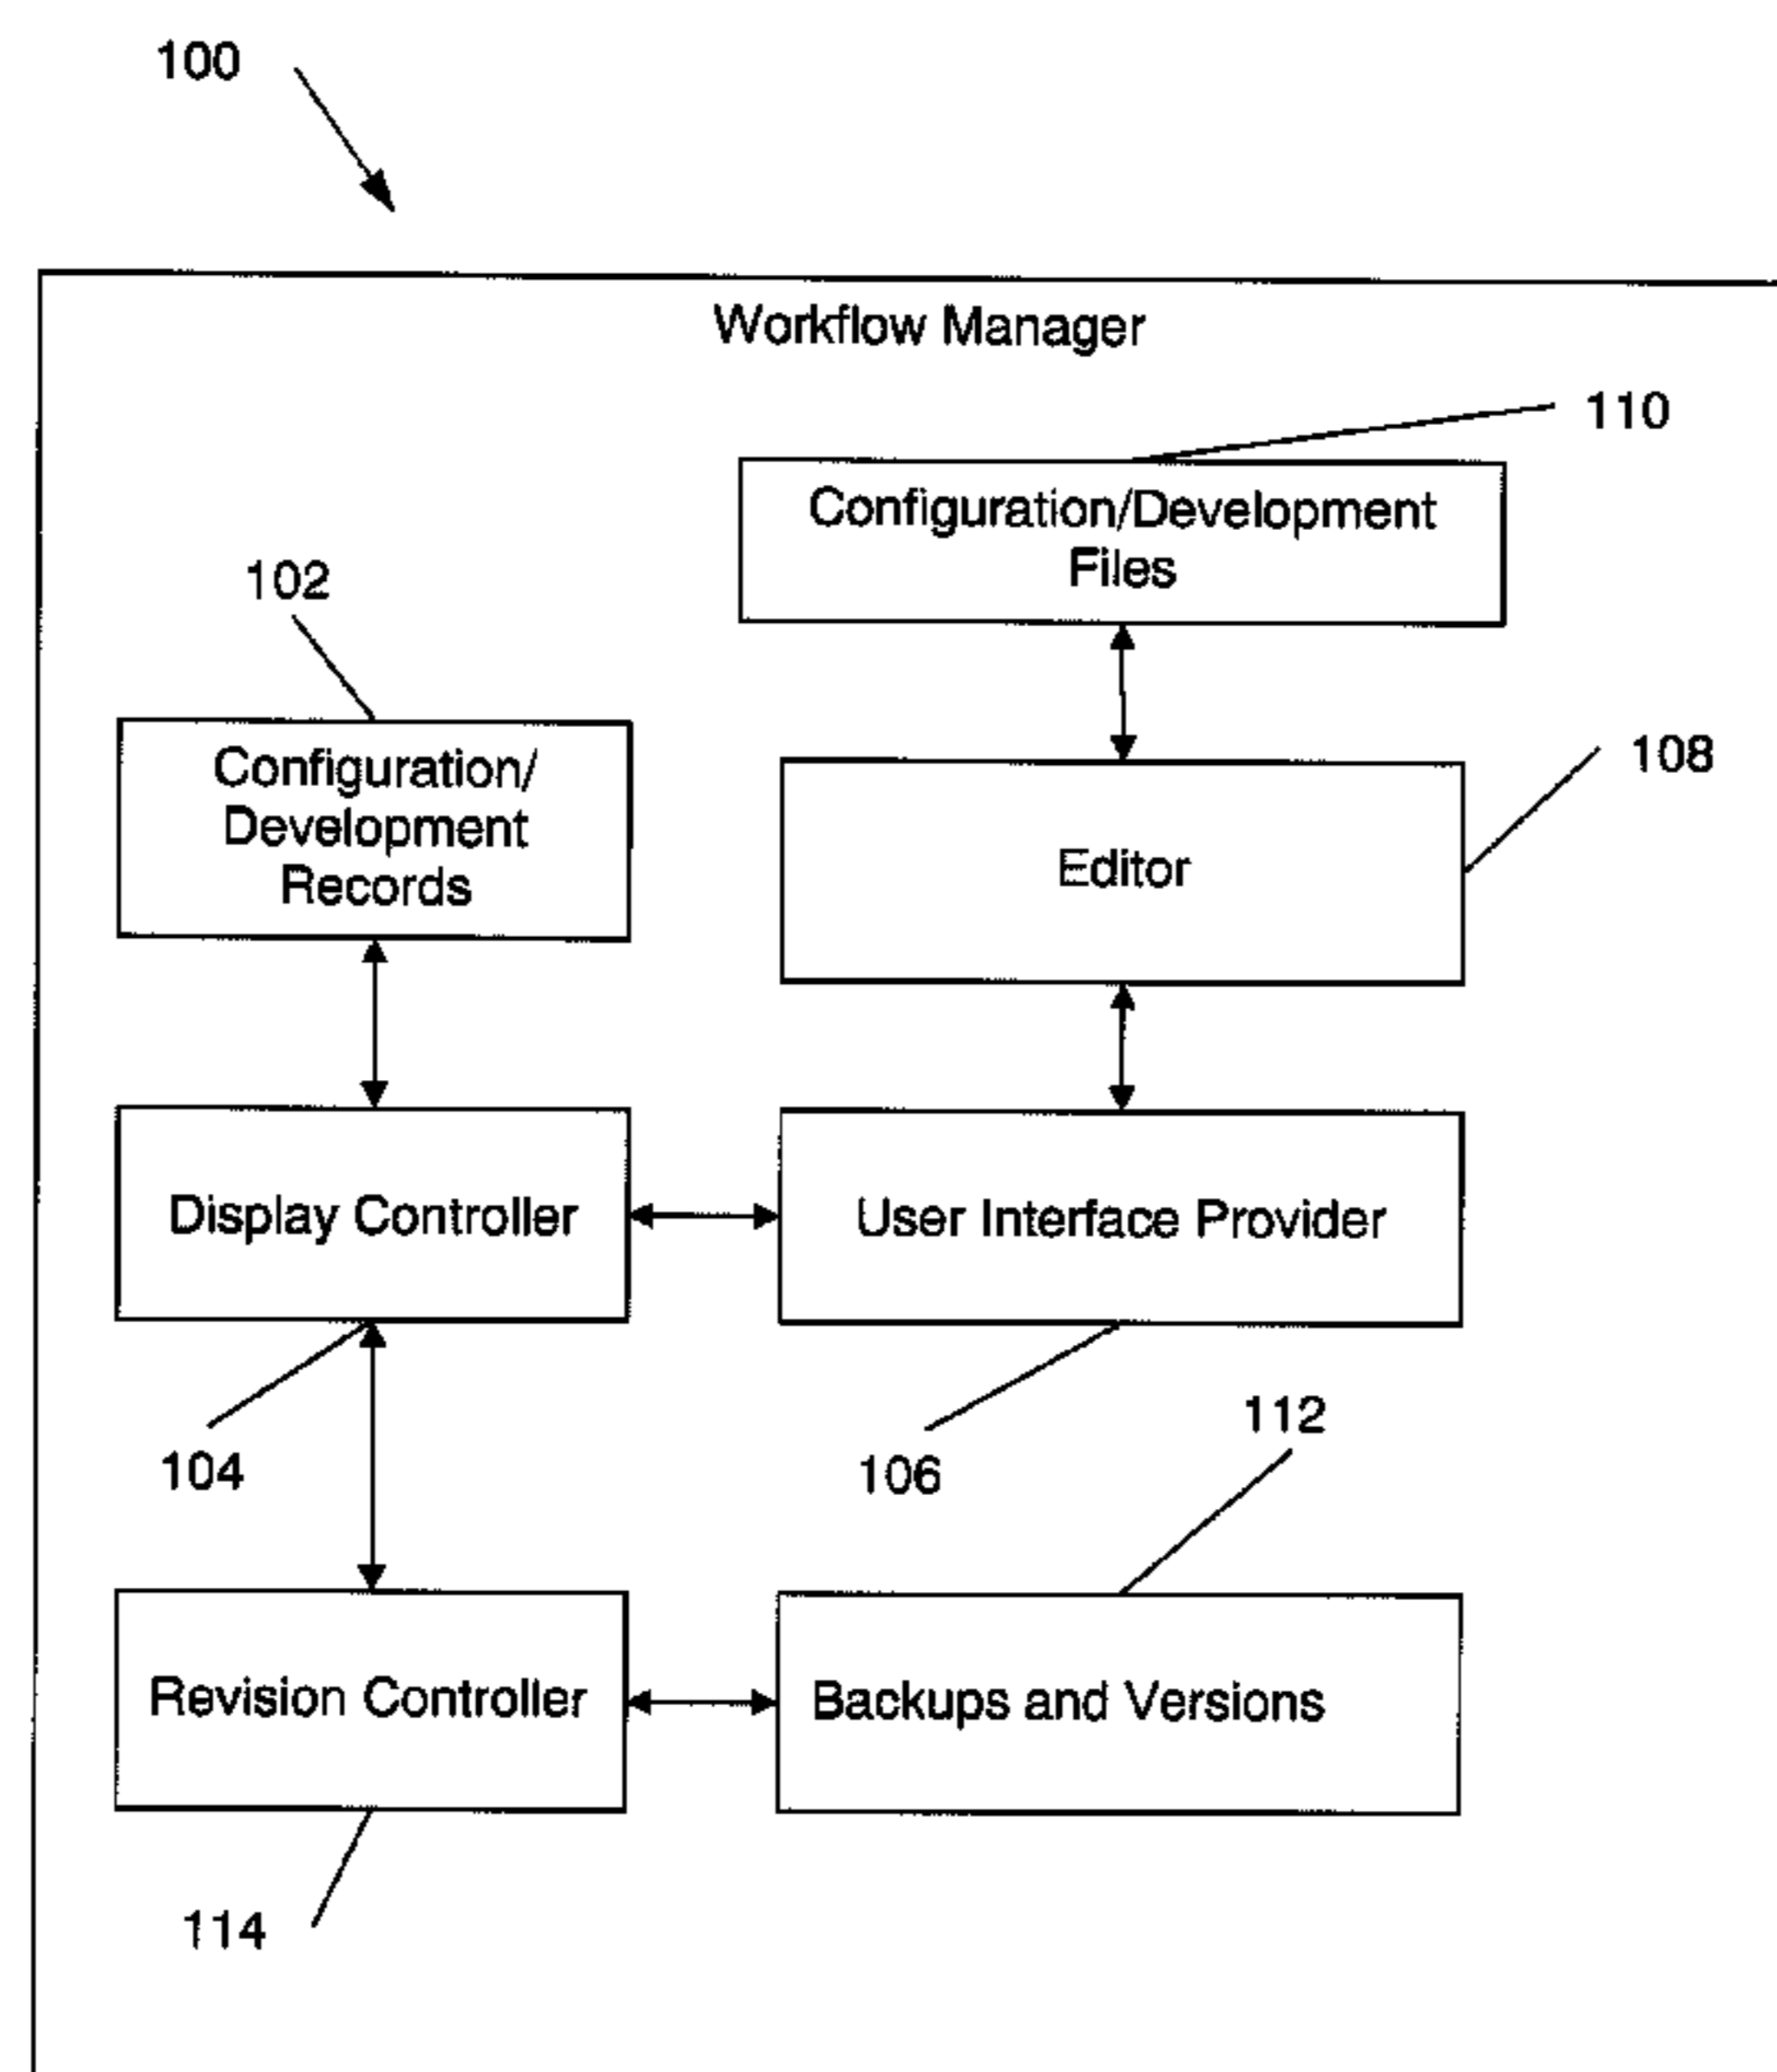 100
Workflow Manager
110
Configuration/Development
Files
102
Configuration/
Development
Records
108
Editor
Display Controller
User Interface Provider
104
106
112
Revision Controller
Backups and Versions
114